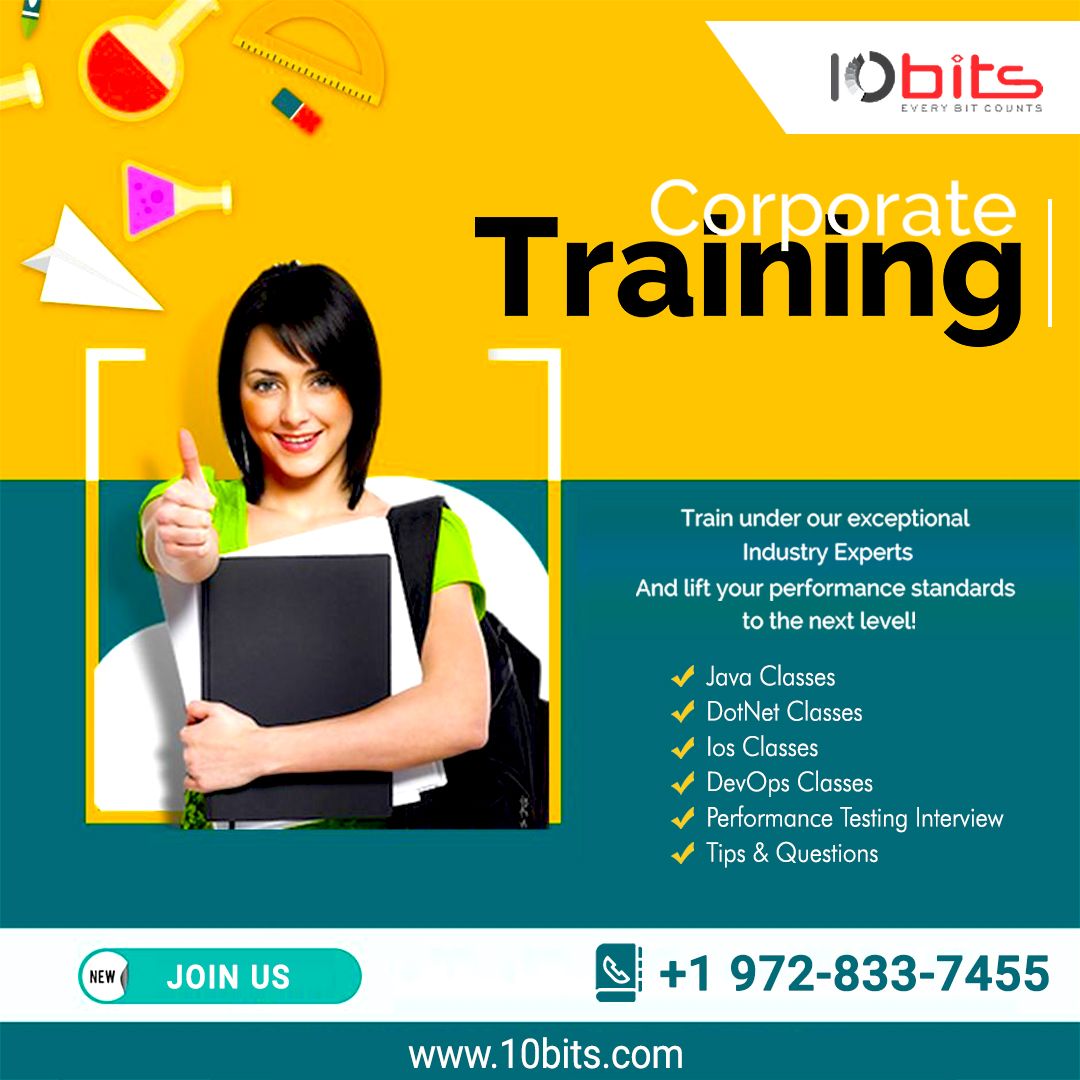 10bits
EVERY BIT COUNTS
Corporate
Training
Train under our exceptional
Industry Experts
And lift your performance standards
to the next level!
Java Classes
DotNet Classes
Ios Classes
DevOps Classes
Performance Testing Interview
Tips & Questions
NEW JOIN US
+1 972-833-7455
www.10bits.com